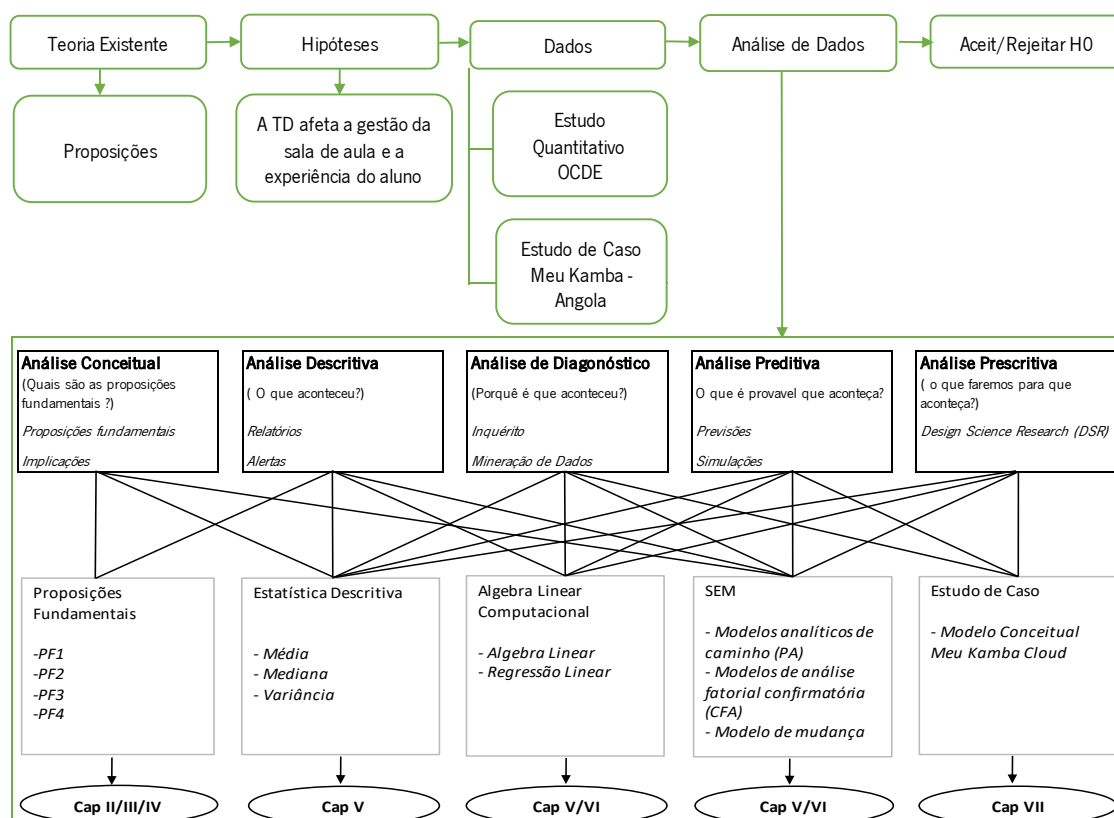 Teoria Existente
Hipóteses
Dados
Análise de Dados
Aceit/Rejeitar H0
Proposições
A TD afeta a gestão da
sala de aula e a
experiência do aluno
Estudo
Quantitativo
OCDE
Estudo de Caso
Meu Kamba -
Angola
Análise Conceitual
(Quais são as proposições
fundamentais ?)
Proposições fundamentais
Implicações
Análise Descritiva
( O que aconteceu?)
Relatórios
Alertas
Análise de Diagonóstico
(Porquê é que aconteceu?)
Inquérito
Mineração de Dados
Análise Preditiva
O que é provavel que aconteça?
Previsões
Simulações
Análise Prescritiva
( o que faremos para que
aconteça?)
Design Science Research (DSR)
Proposições
Fundamentais
-PF1
-PF2
-PF3
-PF4
Estatística Descritiva
- Média
- Mediana
- Variância
Algebra Linear
Computacional
- Algebra Linear
- Regressão Linear
SEM
- Modelos analíticos de
caminho (PA)
- Modelos de análise
fatorial confirmatória
(CFA)
- Modelo de mudança
Estudo de Caso
- Modelo Conceitual
Meu Kamba Cloud
Cap II/III/IV
Cap V
Cap V/VI
Cap V/VI
Cap VII